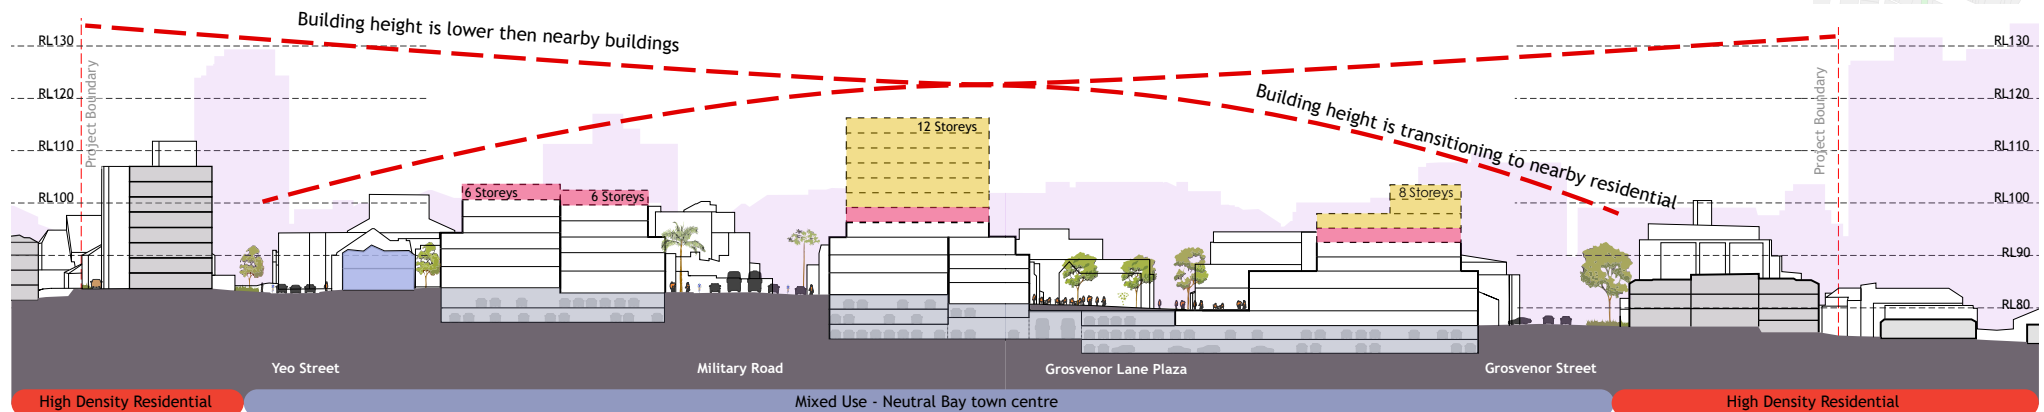 Building height is lower then nearby buildings
RL130
RL120
RL110
RL100
Project Boundary
6 Storeys
6 Storeys
12 Storeys
Building height is transitioning to nearby residential
8 Storeys
Project Boundary
RL130
RL120
RL110
RL100
RL90
RL80
Yeo Street
Military Road
Grosvenor Lane Plaza
Grosvenor Street
High Density Residential
Mixed Use - Neutral Bay town centre
High Density Residential